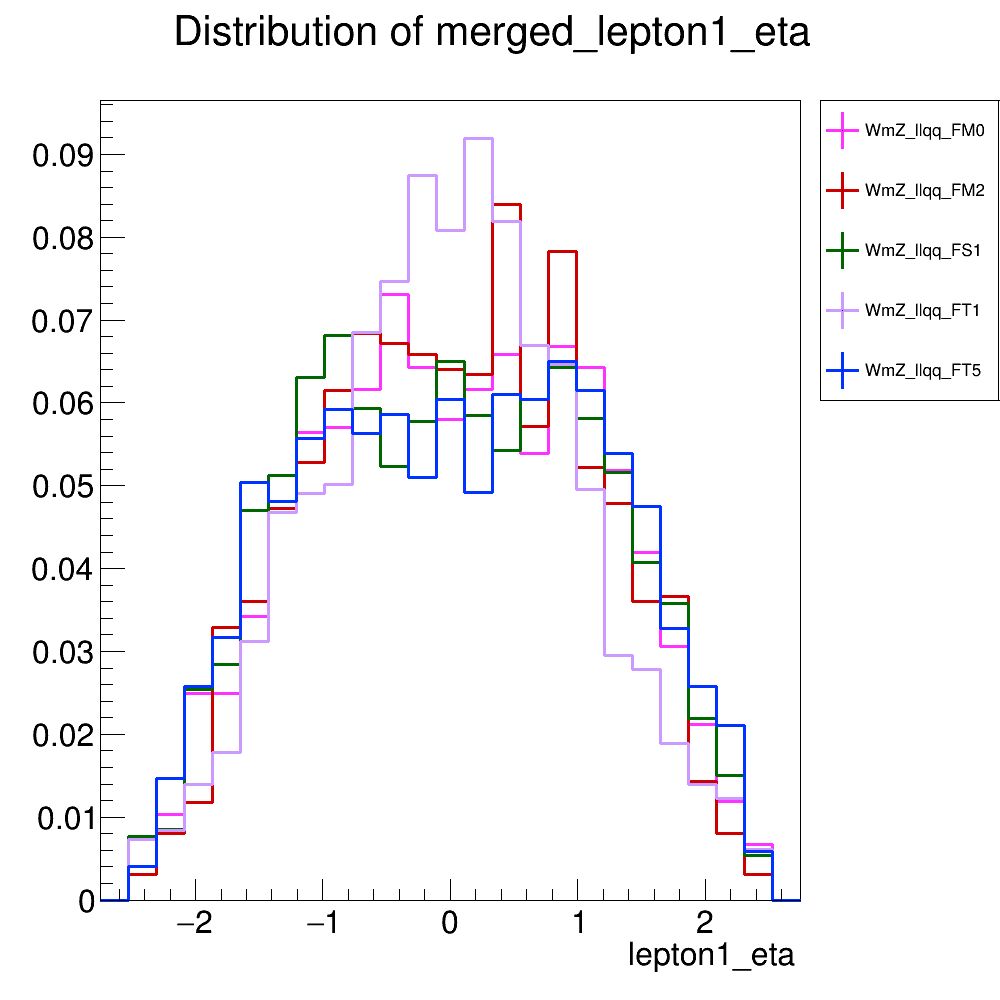 Distribution of merged_lepton1_eta
WmZ_llqq_FM0
WmZ_llqq_FM2
WmZ_llqq_FS1
WmZ_llqq_FT1
WmZ_llqq_FT5
0.09
0.08
0.07
0.06
0.05
0.04
0.03
0.02
0.01
0
−2 −1 0 1 2
lepton1_eta